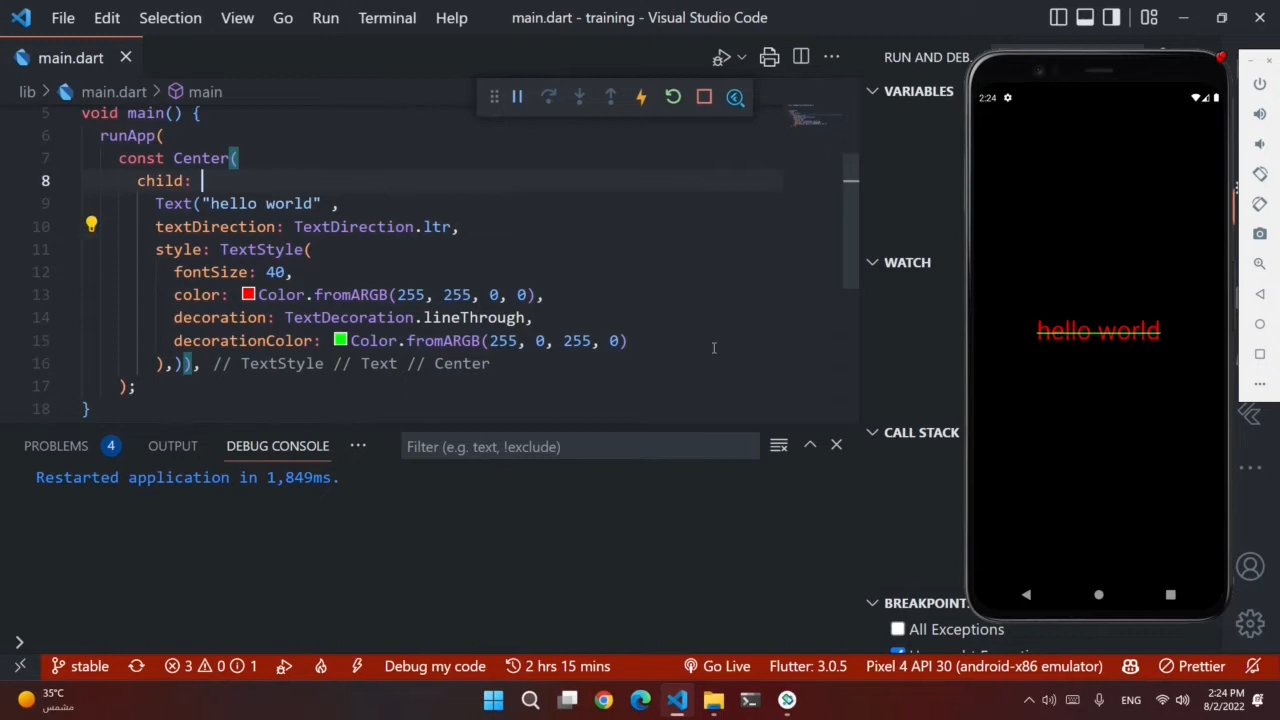 File Edit Selection View Go Run Terminal Help main.dart - training - Visual Studio Code
main.dart
RUN AND DEB
lib > main.dart > main
VARIABLES
5 void main() {
6 runApp(
7 const Center(
8 child:
9 Text("hello world" ,
10 textDirection: TextDirection.ltr,
11 style: TextStyle(
12 fontSize: 40,
13 color: Color.fromARGB(255, 255, 0, 0),
14 decoration: TextDecoration.lineThrough,
15 decorationColor: Color.fromARGB(255, 0, 255, 0)
16 ),)), // TextStyle // Text // Center
17 );
18 }
WATCH
CALL STACK
BREAKPOINT
All Exceptions
2:24
hello world
PROBLEMS 4 OUTPUT DEBUG CONSOLE
Filter (e.g. text, !exclude)
Restarted application in 1,849ms.
stable 3 0 1 Debug my code 2 hrs 15 mins Go Live Flutter: 3.0.5 Pixel 4 API 30 (android-x86 emulator) Prettier
35°C
مشمس
ENG
2:24 PM
8/2/2022